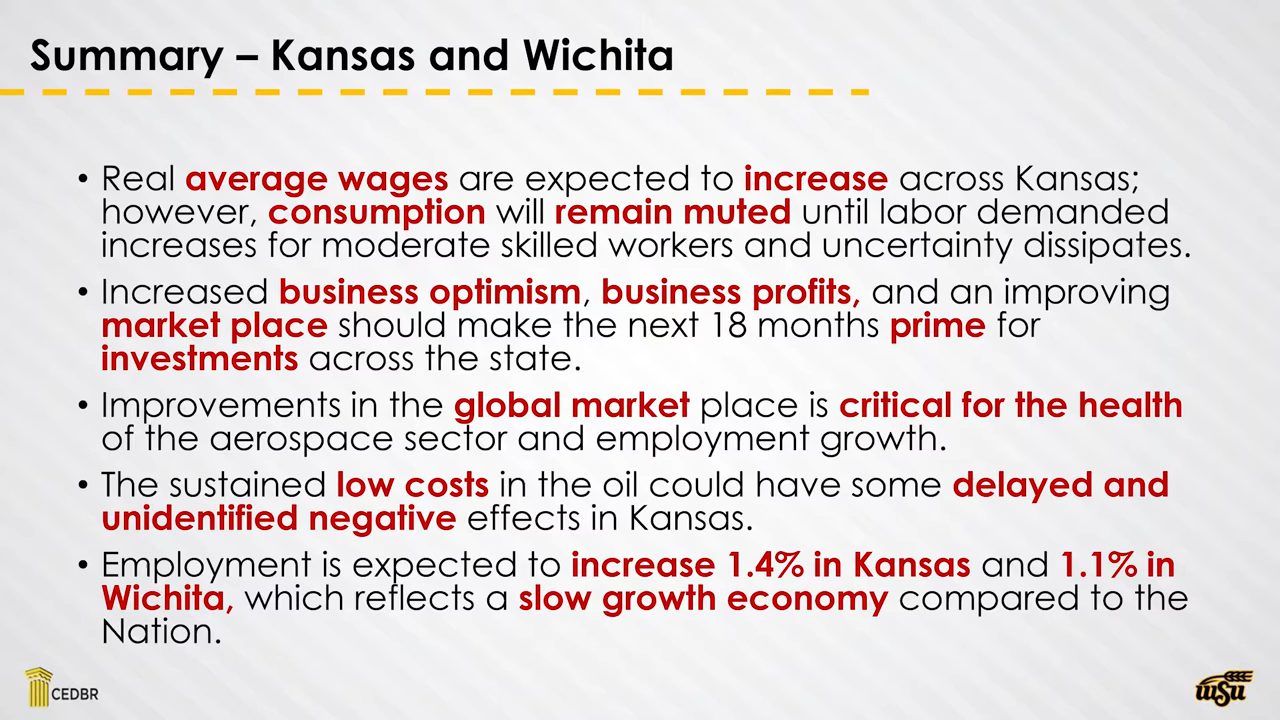 Summary – Kansas and Wichita
• Real average wages are expected to increase across Kansas;
however, consumption will remain muted until labor demanded
increases for moderate skilled workers and uncertainty dissipates.
• Increased business optimism, business profits, and an improving
market place should make the next 18 months prime for
investments across the state.
• Improvements in the global market place is critical for the health
of the aerospace sector and employment growth.
• The sustained low costs in the oil could have some delayed and
unidentified negative effects in Kansas.
• Employment is expected to increase 1.4% in Kansas and 1.1% in
Wichita, which reflects a slow growth economy compared to the
Nation.
CEDBR
WSU